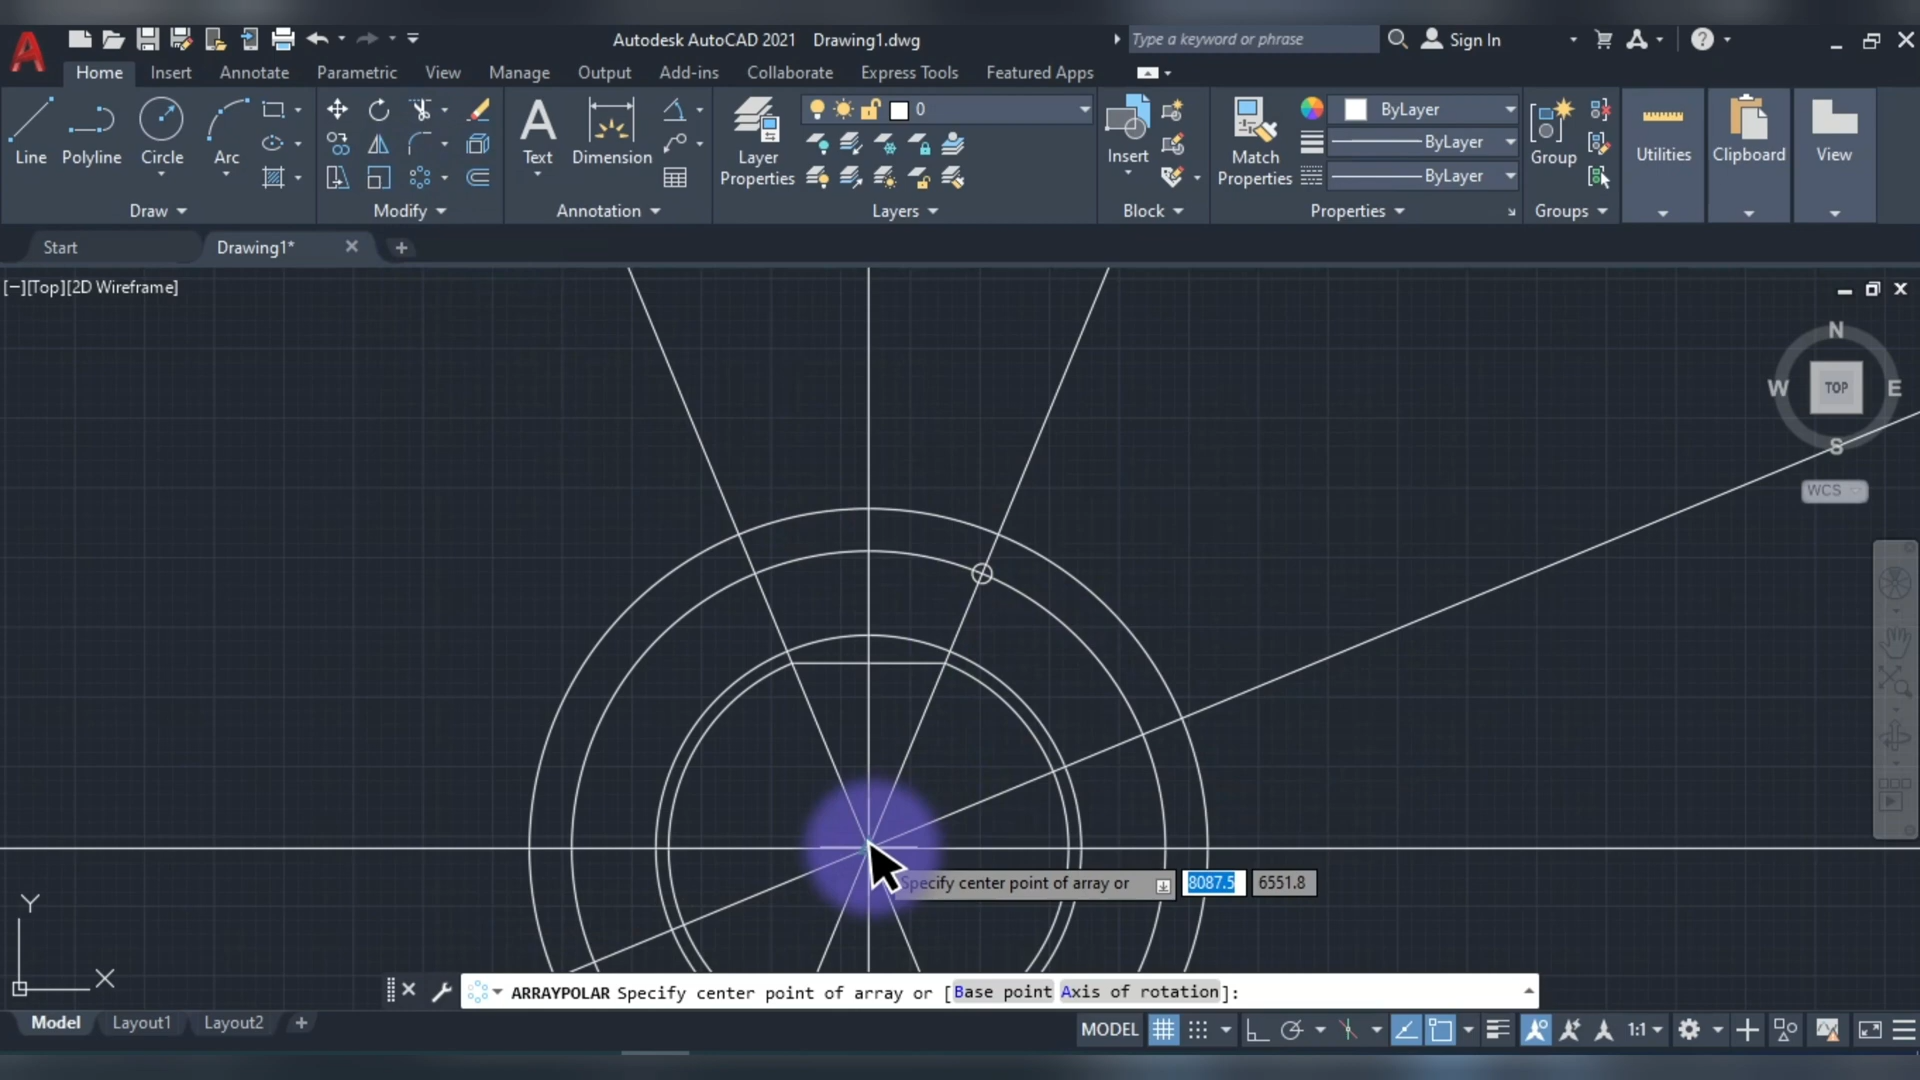 Autodesk AutoCAD 2021 Drawing1.dwg
Type a keyword or phrase
Sign In
Home Insert Annotate Parametric View Manage Output Add-ins Collaborate Express Tools Featured Apps
Line Polyline Circle Arc
Text Dimension
Layer Properties
0
Insert
Match Properties
ByLayer
ByLayer
ByLayer
Group
Utilities Clipboard View
Draw Modify Annotation Layers Block Properties Groups
Start Drawing1*
[−][Top][2D Wireframe]
N
W TOP E
S
WCS
Specify center point of array or 8087.5 6551.8
Y
X
ARRAYPOLAR Specify center point of array or [Base point Axis of rotation]:
Model Layout1 Layout2
MODEL 1:1